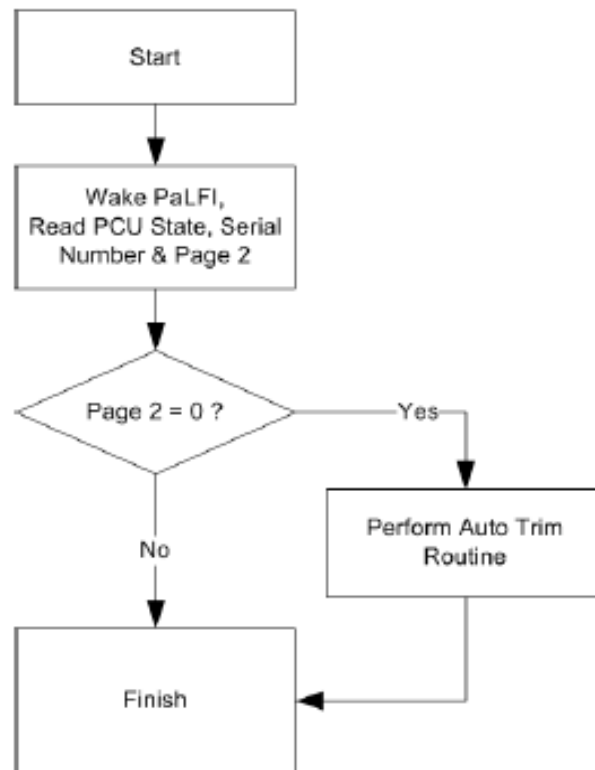 Start
Wake PaLFI,
Read PCU State, Serial
Number & Page 2
Page 2 = 0 ?
Yes
Perform Auto Trim
Routine
No
Finish